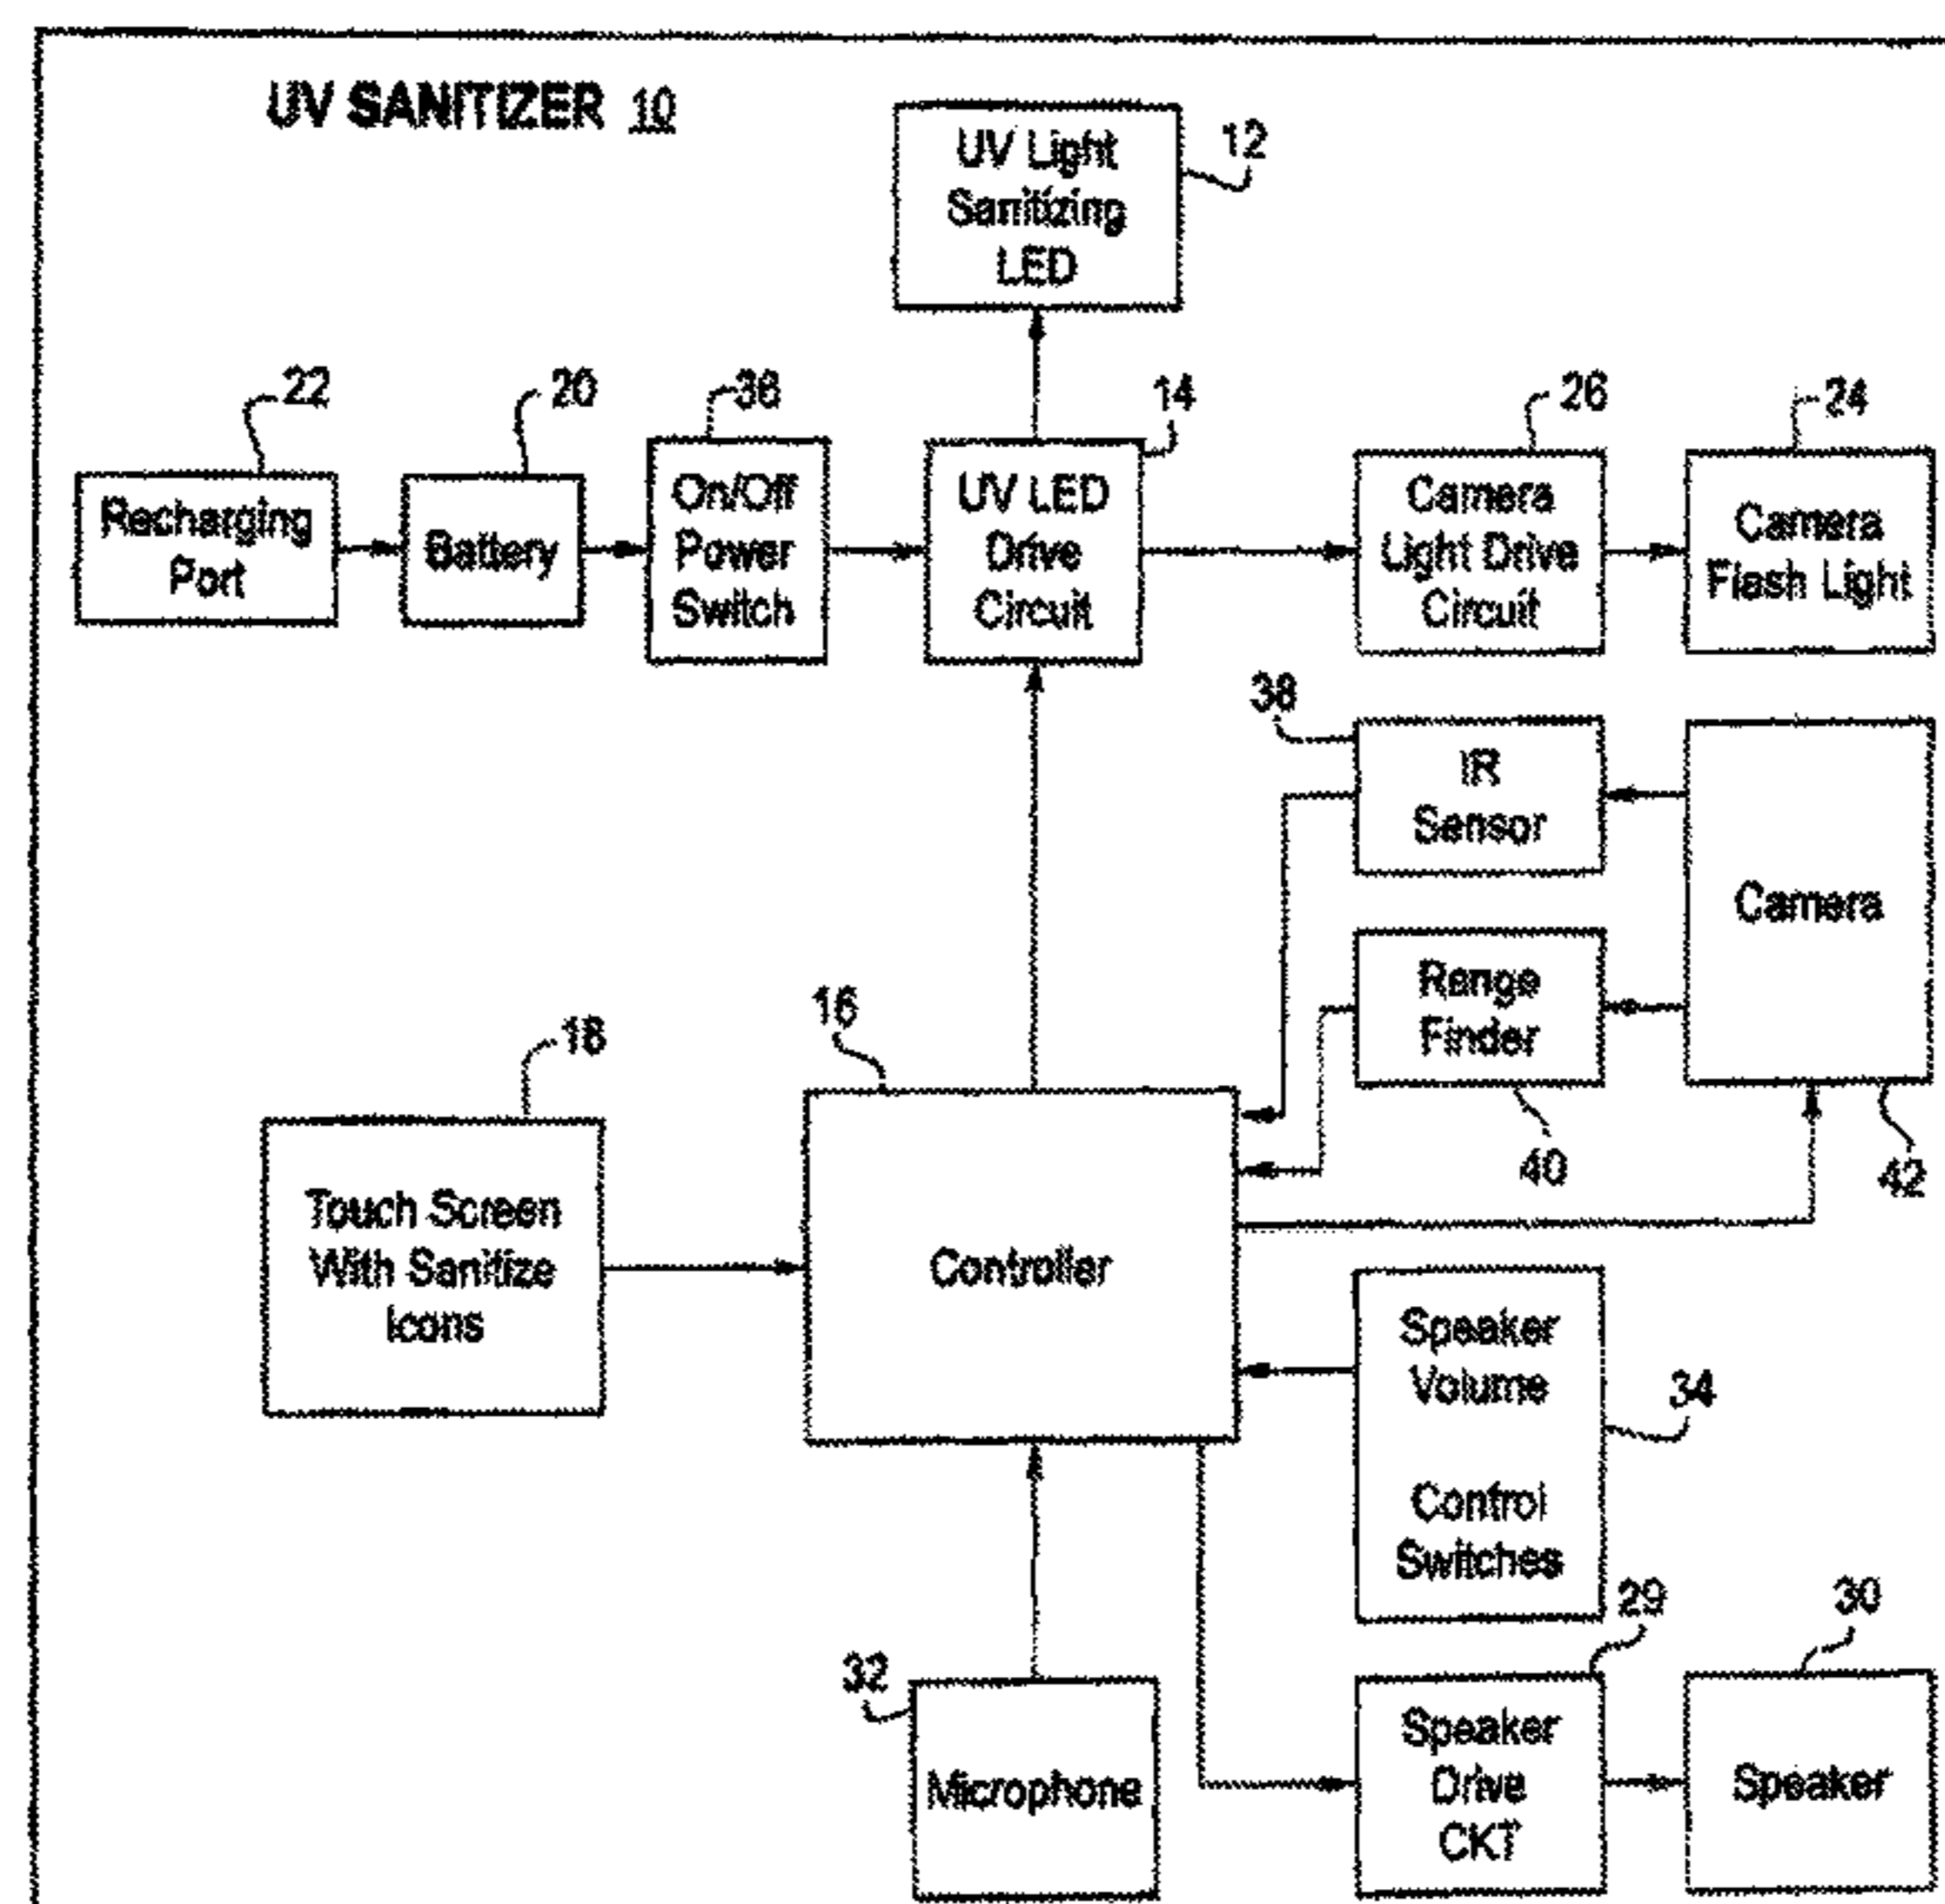 UV SANITIZER 10
12
UV Light
Sanitizing
LED
22
20
36
14
26
24
Recharging
Port
Battery
On/Off
Power
Switch
UV LED
Drive
Circuit
Camera
Light Drive
Circuit
Camera
Flash Light
38
IR
Sensor
Camera
Range
Finder
40
42
18
16
Touch Screen
With Sanitize
Icons
Controller
Speaker
Volume
Control
Switches
34
32
Microphone
29
Speaker
Drive
CKT
30
Speaker